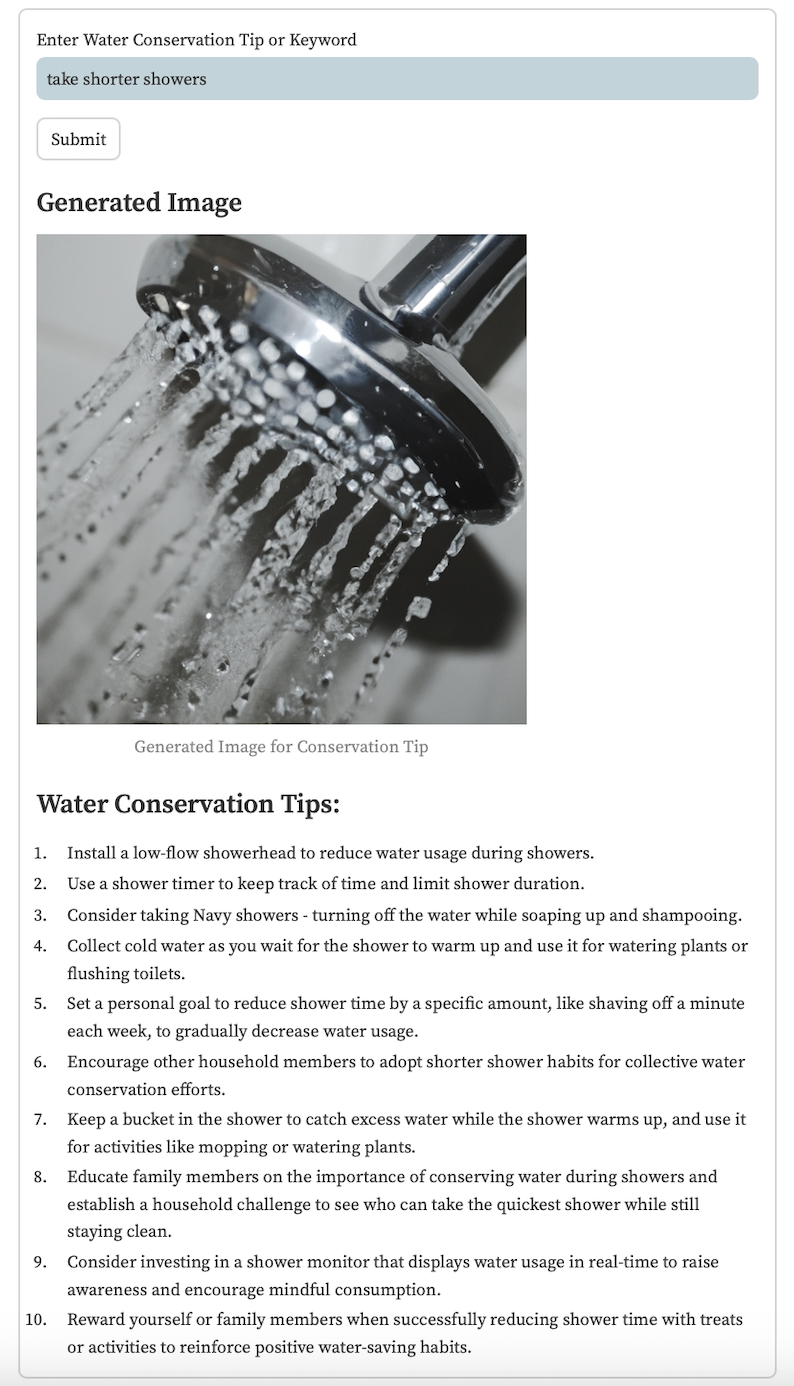 Enter Water Conservation Tip or Keyword
take shorter showers
Submit
Generated Image
Generated Image for Conservation Tip
Water Conservation Tips:
1. Install a low-flow showerhead to reduce water usage during showers.
2. Use a shower timer to keep track of time and limit shower duration.
3. Consider taking Navy showers - turning off the water while soaping up and shampooing.
4. Collect cold water as you wait for the shower to warm up and use it for watering plants or
flushing toilets.
5. Set a personal goal to reduce shower time by a specific amount, like shaving off a minute
each week, to gradually decrease water usage.
6. Encourage other household members to adopt shorter shower habits for collective water
conservation efforts.
7. Keep a bucket in the shower to catch excess water while the shower warms up, and use it
for activities like mopping or watering plants.
8. Educate family members on the importance of conserving water during showers and
establish a household challenge to see who can take the quickest shower while still
staying clean.
9. Consider investing in a shower monitor that displays water usage in real-time to raise
awareness and encourage mindful consumption.
10. Reward yourself or family members when successfully reducing shower time with treats
or activities to reinforce positive water-saving habits.